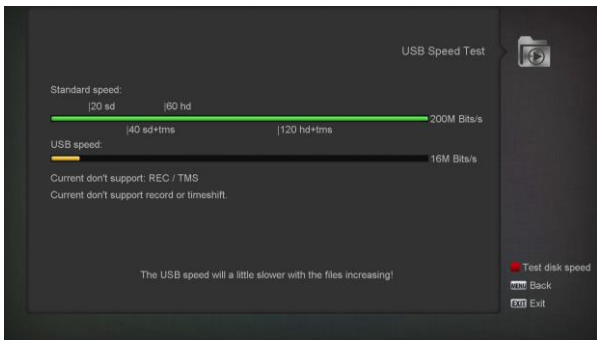 USB Speed Test
Standard speed:
|20 sd |60 hd
200M Bits/s
|40 sd+tms |120 hd+tms
USB speed:
16M Bits/s
Current don't support: REC / TMS
Current don't support record or timeshift.
The USB speed will a little slower with the files increasing!
Test disk speed
MENU Back
EXIT Exit